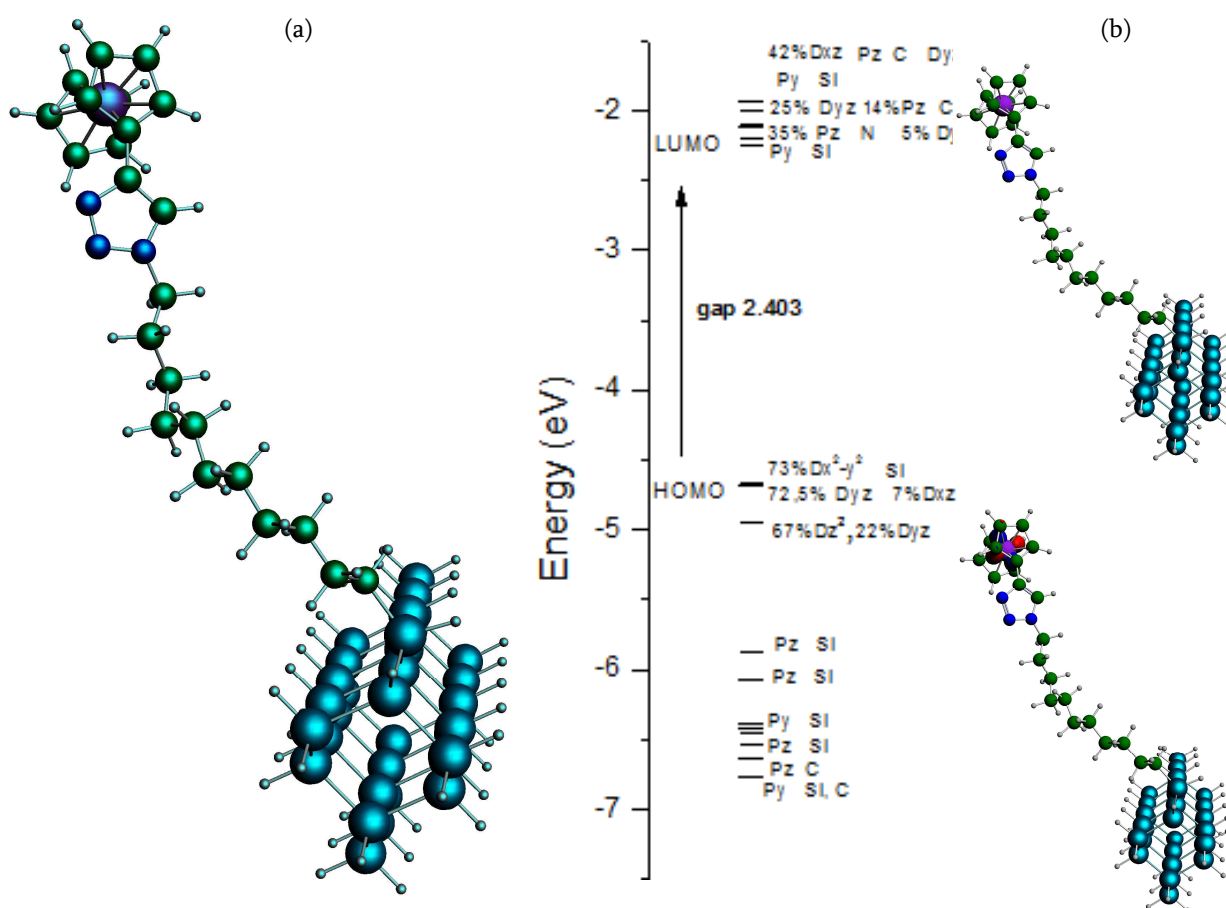 (a)
(b)
Energy (eV)
-2
-3
-4
-5
-6
-7
42%Dxz Pz C Dyz
Py SI
25% Dyz 14%Pz C
35% Pz N 5% Dy
LUMO
Py SI
gap 2.403
73%Dx²-y² SI
HOMO
72,5% Dyz 7%Dxz
67%Dz²,22%Dyz
Pz SI
Pz SI
Py SI
Pz SI
Pz C
Py SI, C